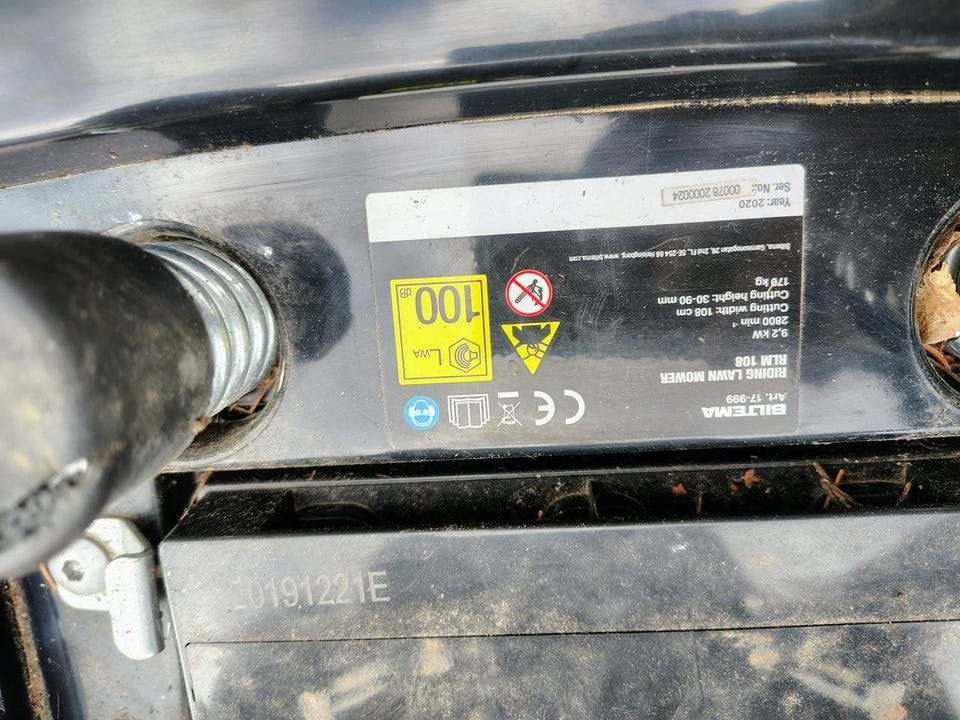 BILTEMA
Art. 17-999
RIDING LAWN MOWER
RLM 108
9,2 kW
2800 min⁻¹
Cutting width: 108 cm
Cutting height: 30-90 mm
170 kg
Biltema, Garnisonsgatan 26, 2nd FL, SE-254 66 Helsingborg www.biltema.com
Year: 2020
Ser. No.: 00078 2000024
CE
LWA
100
dB
20191221E